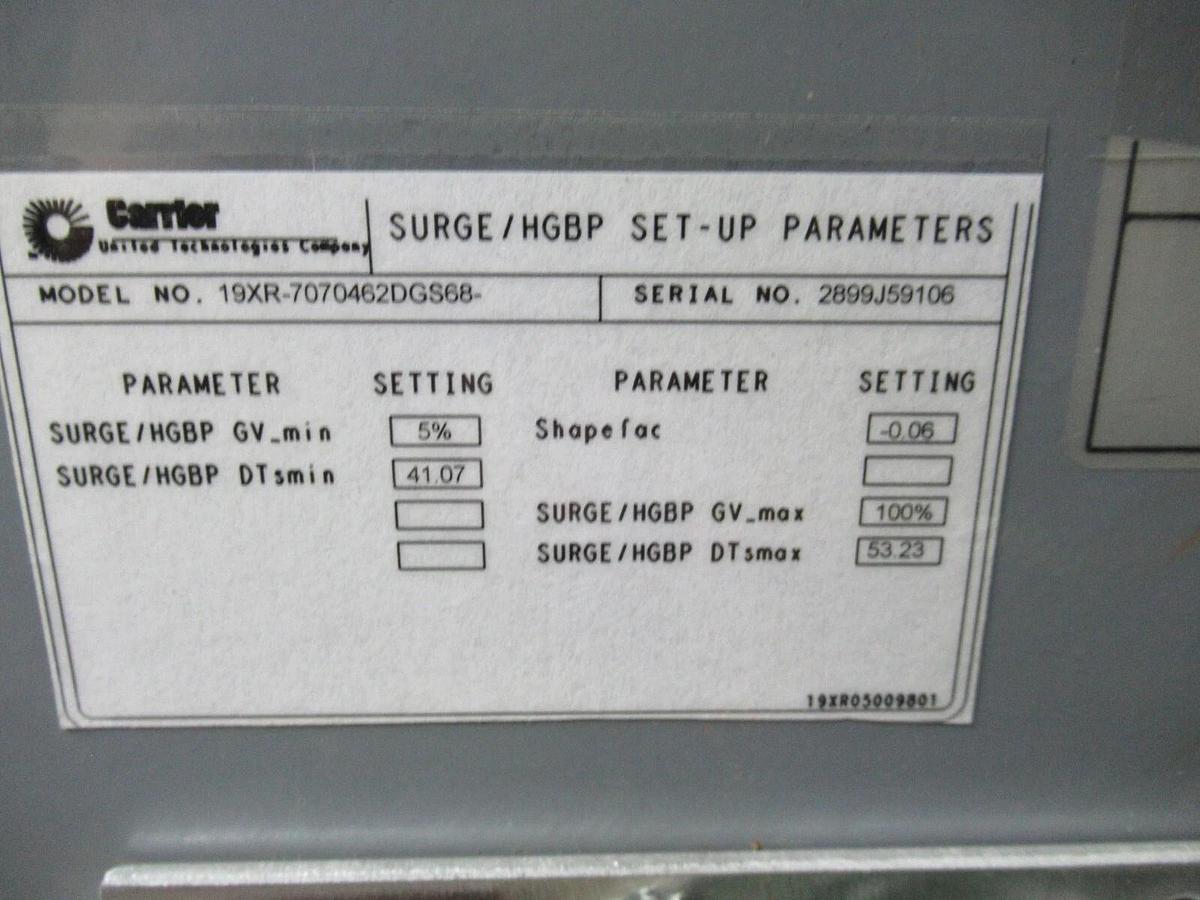 Carrier
United Technologies Company
SURGE/HGBP SET-UP PARAMETERS
MODEL NO. 19XR-7070462DGS68-
SERIAL NO. 2899J59106
PARAMETER SETTING PARAMETER SETTING
SURGE/HGBP GV_min 5% Shapefac -0.06
SURGE/HGBP DTsmin 41.07
SURGE/HGBP GV_max 100%
SURGE/HGBP DTsmax 53.23
19XR05009801